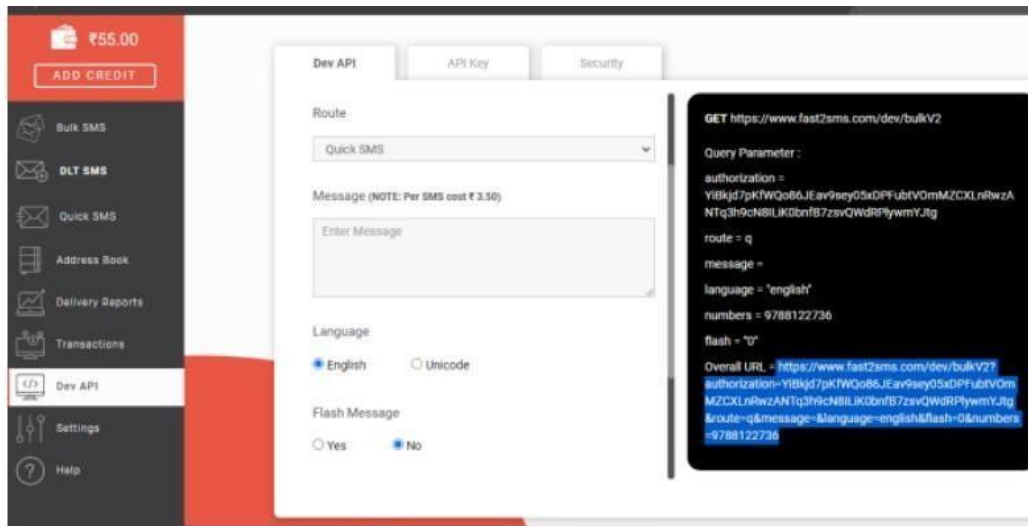 ₹55.00
ADD CREDIT
Bulk SMS
DLT SMS
Quick SMS
Address Book
Delivery Reports
Transactions
Dev API
Settings
Help
Dev API
API Key
Security
Route
Quick SMS
Message (NOTE: Per SMS cost ₹ 3.50)
Enter Message
Language
English
Unicode
Flash Message
Yes
No
GET https://www.fast2sms.com/dev/bulkV2
Query Parameter :
authorization =
route = q
message =
language = "english"
numbers = 9788122736
flash = "0"
Overall URL = https://www.fast2sms.com/dev/bulkV2?
authorization=
&route=q&message=&language=english&flash=0&numbers
=9788122736